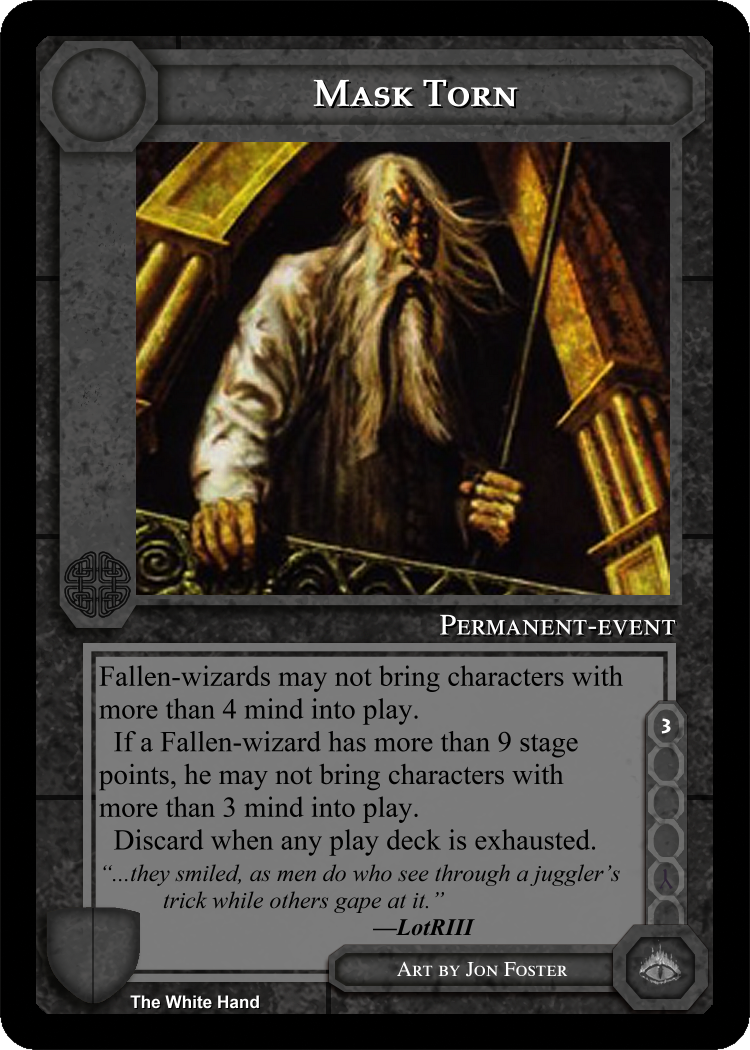 Mask Torn
Permanent-event
Fallen-wizards may not bring characters with
more than 4 mind into play.
If a Fallen-wizard has more than 9 stage
points, he may not bring characters with
more than 3 mind into play.
Discard when any play deck is exhausted.
“...they smiled, as men do who see through a juggler’s
trick while others gape at it.”
—LotRIII
3
Art by Jon Foster
The White Hand